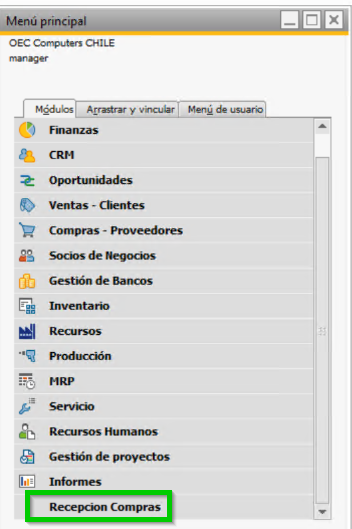 Menú principal
OEC Computers CHILE
manager
Módulos Arrastrar y vincular Menú de usuario
Finanzas
CRM
Oportunidades
Ventas - Clientes
Compras - Proveedores
Socios de Negocios
Gestión de Bancos
Inventario
Recursos
Producción
MRP
Servicio
Recursos Humanos
Gestión de proyectos
Informes
Recepcion Compras